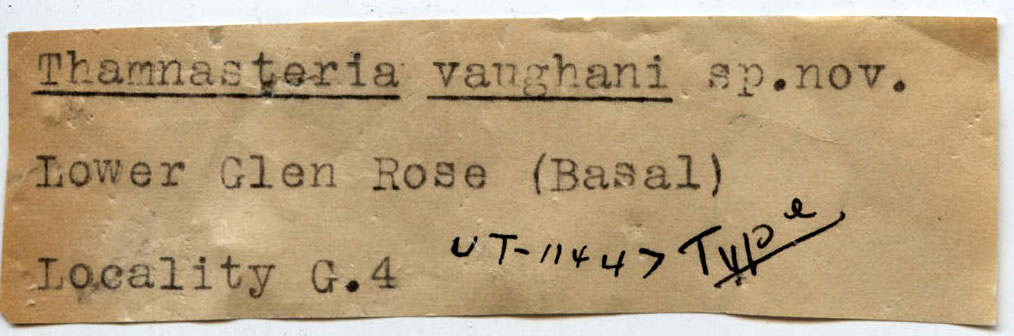 Thamnasteria vaughani sp.nov.
Lower Glen Rose (Basal)
Locality G.4 UT-11447 Type